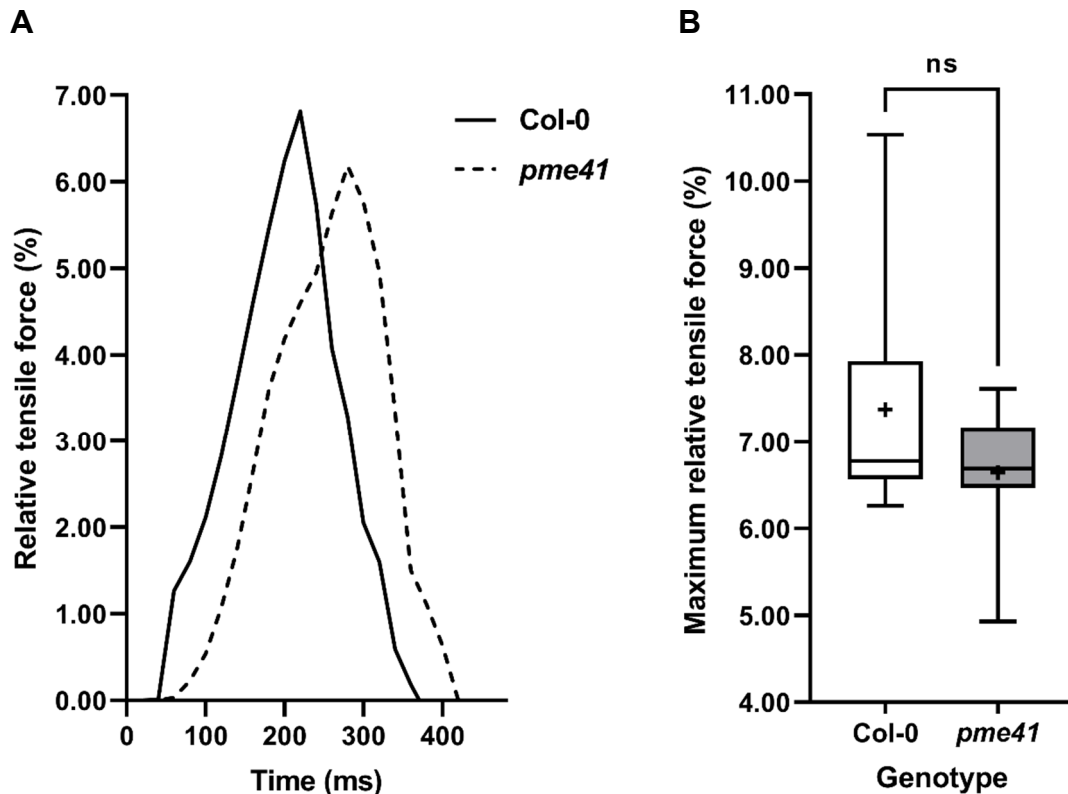 A
Relative tensile force (%)
7.00
6.00
5.00
4.00
3.00
2.00
1.00
0.00
0 100 200 300 400
Time (ms)
Col-0
pme41
B
Maximum relative tensile force (%)
11.00
10.00
9.00
8.00
7.00
6.00
5.00
4.00
ns
Col-0 pme41
Genotype